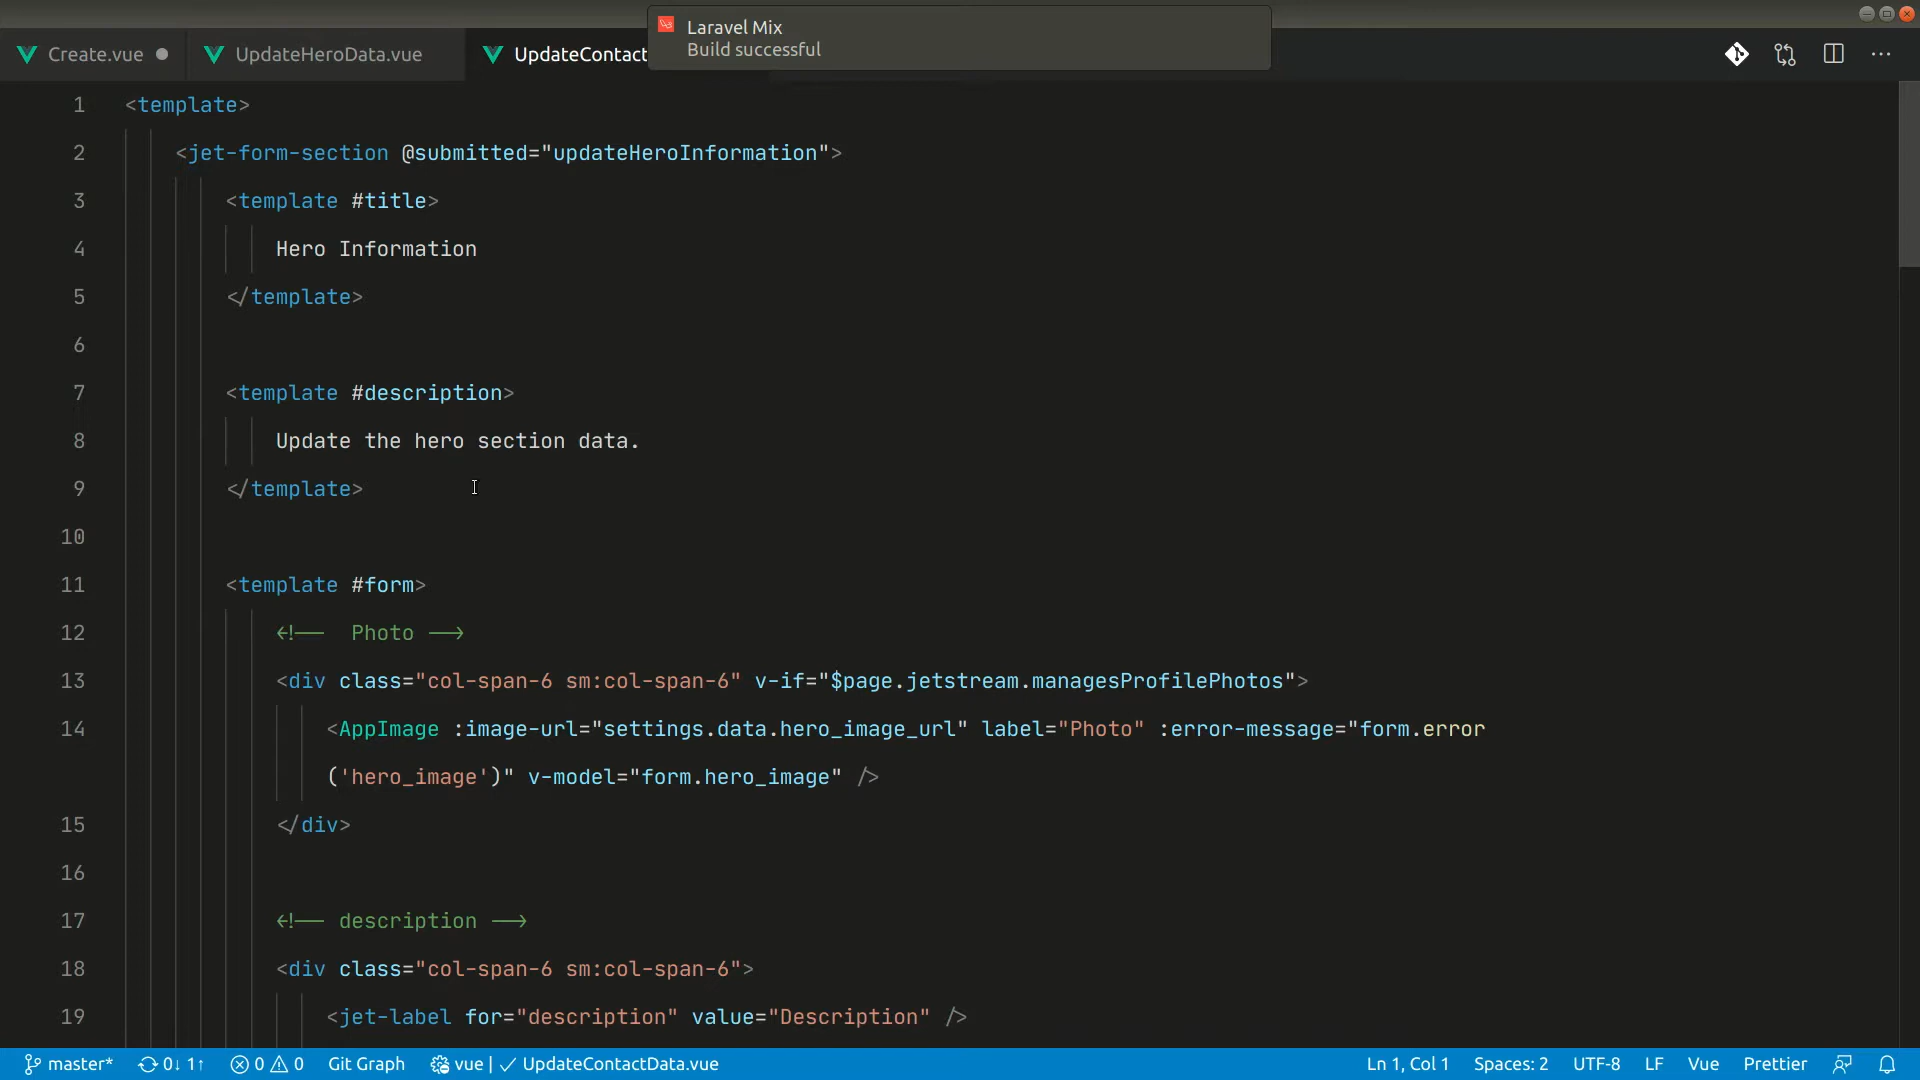 Laravel Mix
Build successful
Create.vue
UpdateHeroData.vue
UpdateContact
1 <template>
2 <jet-form-section @submitted="updateHeroInformation">
3 <template #title>
4 Hero Information
5 </template>
6
7 <template #description>
8 Update the hero section data.
9 </template>
10
11 <template #form>
12 <!-- Photo -->
13 <div class="col-span-6 sm:col-span-6" v-if="$page.jetstream.managesProfilePhotos">
14 <AppImage :image-url="settings.data.hero_image_url" label="Photo" :error-message="form.error
('hero_image')" v-model="form.hero_image" />
15 </div>
16
17 <!-- description -->
18 <div class="col-span-6 sm:col-span-6">
19 <jet-label for="description" value="Description" />
master* 0↓ 1↑ 0 0 Git Graph vue | ✓ UpdateContactData.vue Ln 1, Col 1 Spaces: 2 UTF-8 LF Vue Prettier